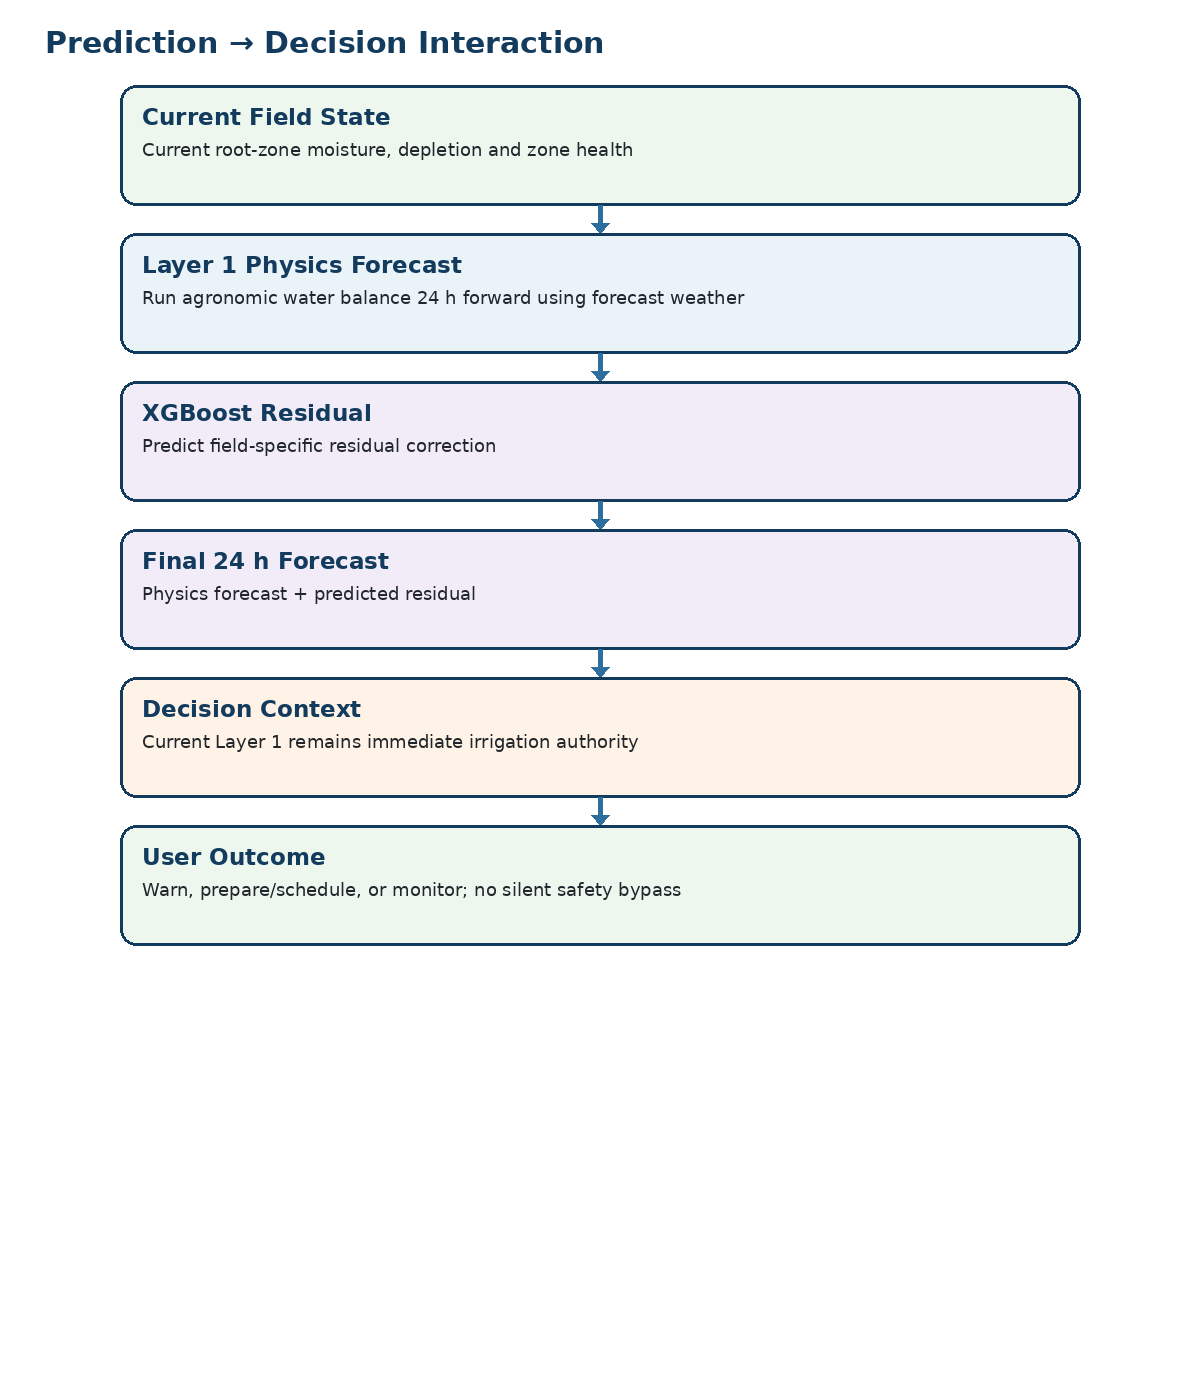 Prediction → Decision Interaction
Current Field State
Current root-zone moisture, depletion and zone health
Layer 1 Physics Forecast
Run agronomic water balance 24 h forward using forecast weather
XGBoost Residual
Predict field-specific residual correction
Final 24 h Forecast
Physics forecast + predicted residual
Decision Context
Current Layer 1 remains immediate irrigation authority
User Outcome
Warn, prepare/schedule, or monitor; no silent safety bypass